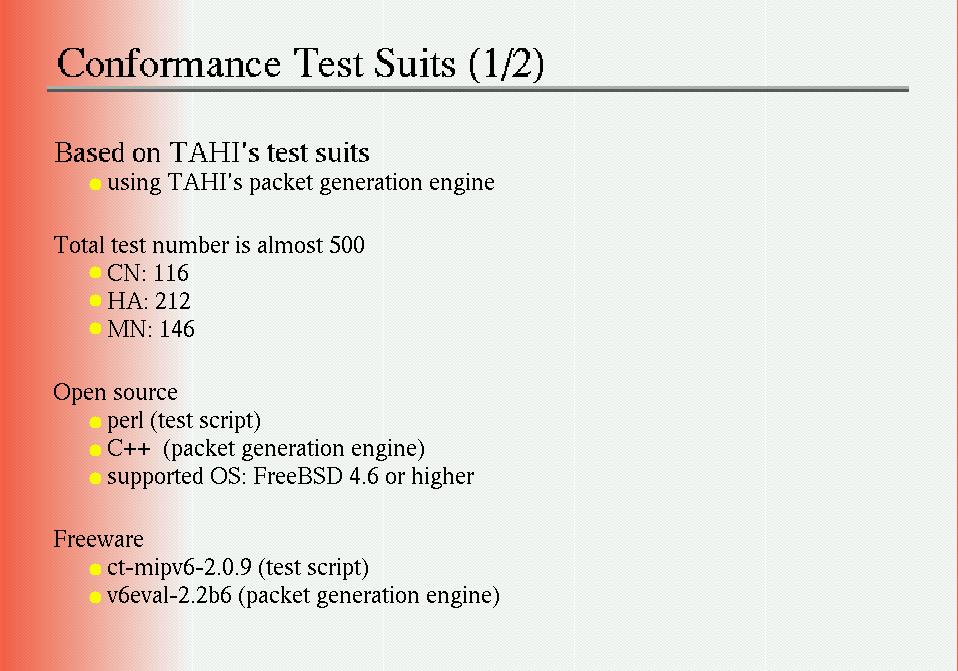 Conformance Test Suits (1/2)
Based on TAHI's test suits
using TAHI's packet generation engine
Total test number is almost 500
CN: 116
HA: 212
MN: 146
Open source
perl (test script)
C++ (packet generation engine)
supported OS: FreeBSD 4.6 or higher
Freeware
ct-mipv6-2.0.9 (test script)
v6eval-2.2b6 (packet generation engine)